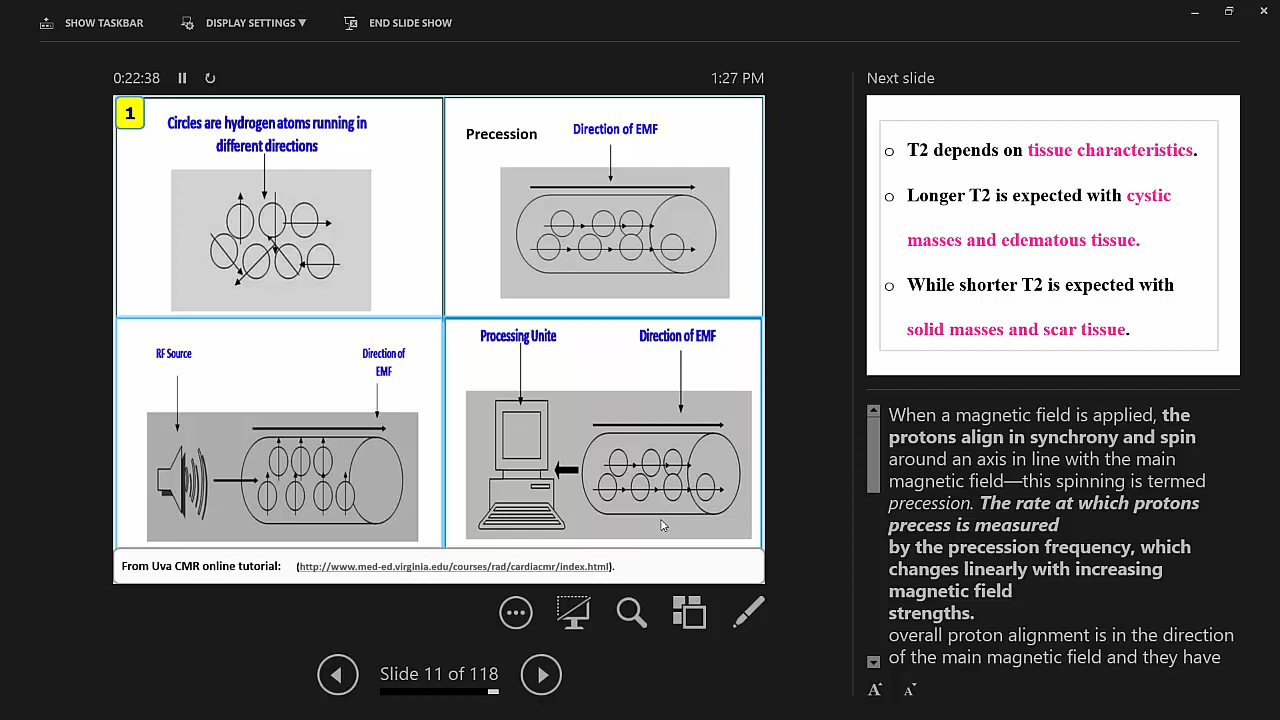 SHOW TASKBAR
DISPLAY SETTINGS ▼
END SLIDE SHOW
0:22:38
1:27 PM
1
Circles are hydrogen atoms running in
different directions
Precession
Direction of EMF
RF Source
Direction of
EMF
Processing Unite
Direction of EMF
From Uva CMR online tutorial: (http://www.med-ed.virginia.edu/courses/rad/cardiacmr/index.html).
Slide 11 of 118
Next slide
o T2 depends on tissue characteristics.
o Longer T2 is expected with cystic
masses and edematous tissue.
o While shorter T2 is expected with
solid masses and scar tissue.
When a magnetic field is applied, the
protons align in synchrony and spin
around an axis in line with the main
magnetic field—this spinning is termed
precession. The rate at which protons
precess is measured
by the precession frequency, which
changes linearly with increasing
magnetic field
strengths.
overall proton alignment is in the direction
of the main magnetic field and they have
A A